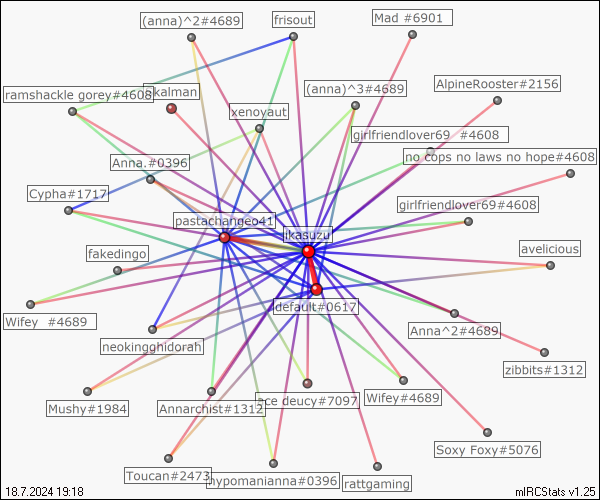 (anna)^2#4689
frisout
Mad #6901
AlpineRooster#2156
(anna)^3#4689
ramshackle gorey#4608
kalman
xenoyaut
girlfriendlover69 #4608
no cops no laws no hope#4608
Anna.#0396
Cypha#1717
pastachangeo41
girlfriendlover69#4608
ikasuzu
avelicious
fakedingo
default#0617
Wifey #4689
Anna^2#4689
neokingghidorah
zibbits#1312
Mushy#1984
Annarchist#1312
ace deucy#7097
Wifey#4689
Soxy Foxy#5076
Toucan#2473
hypomanianna#0396
rattgaming
18.7.2024 19:18
mIRCStats v1.25